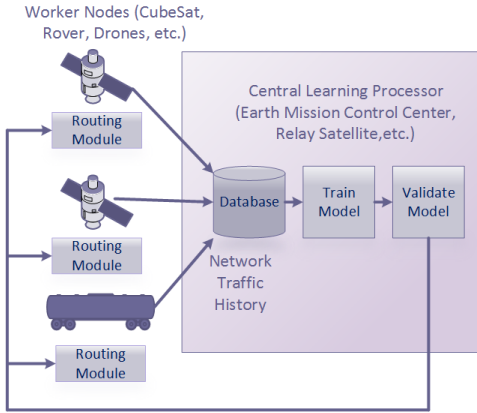 Worker Nodes (CubeSat,
Rover, Drones, etc.)
Central Learning Processor
(Earth Mission Control Center,
Relay Satellite,etc.)
Routing
Module
Database
Train
Model
Validate
Model
Routing
Module
Network
Traffic
History
Routing
Module